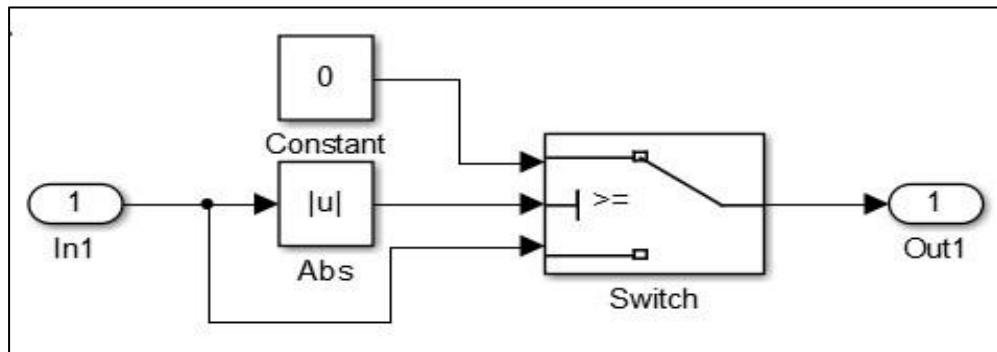 0
Constant
1
In1
|u|
Abs
>=
Switch
1
Out1